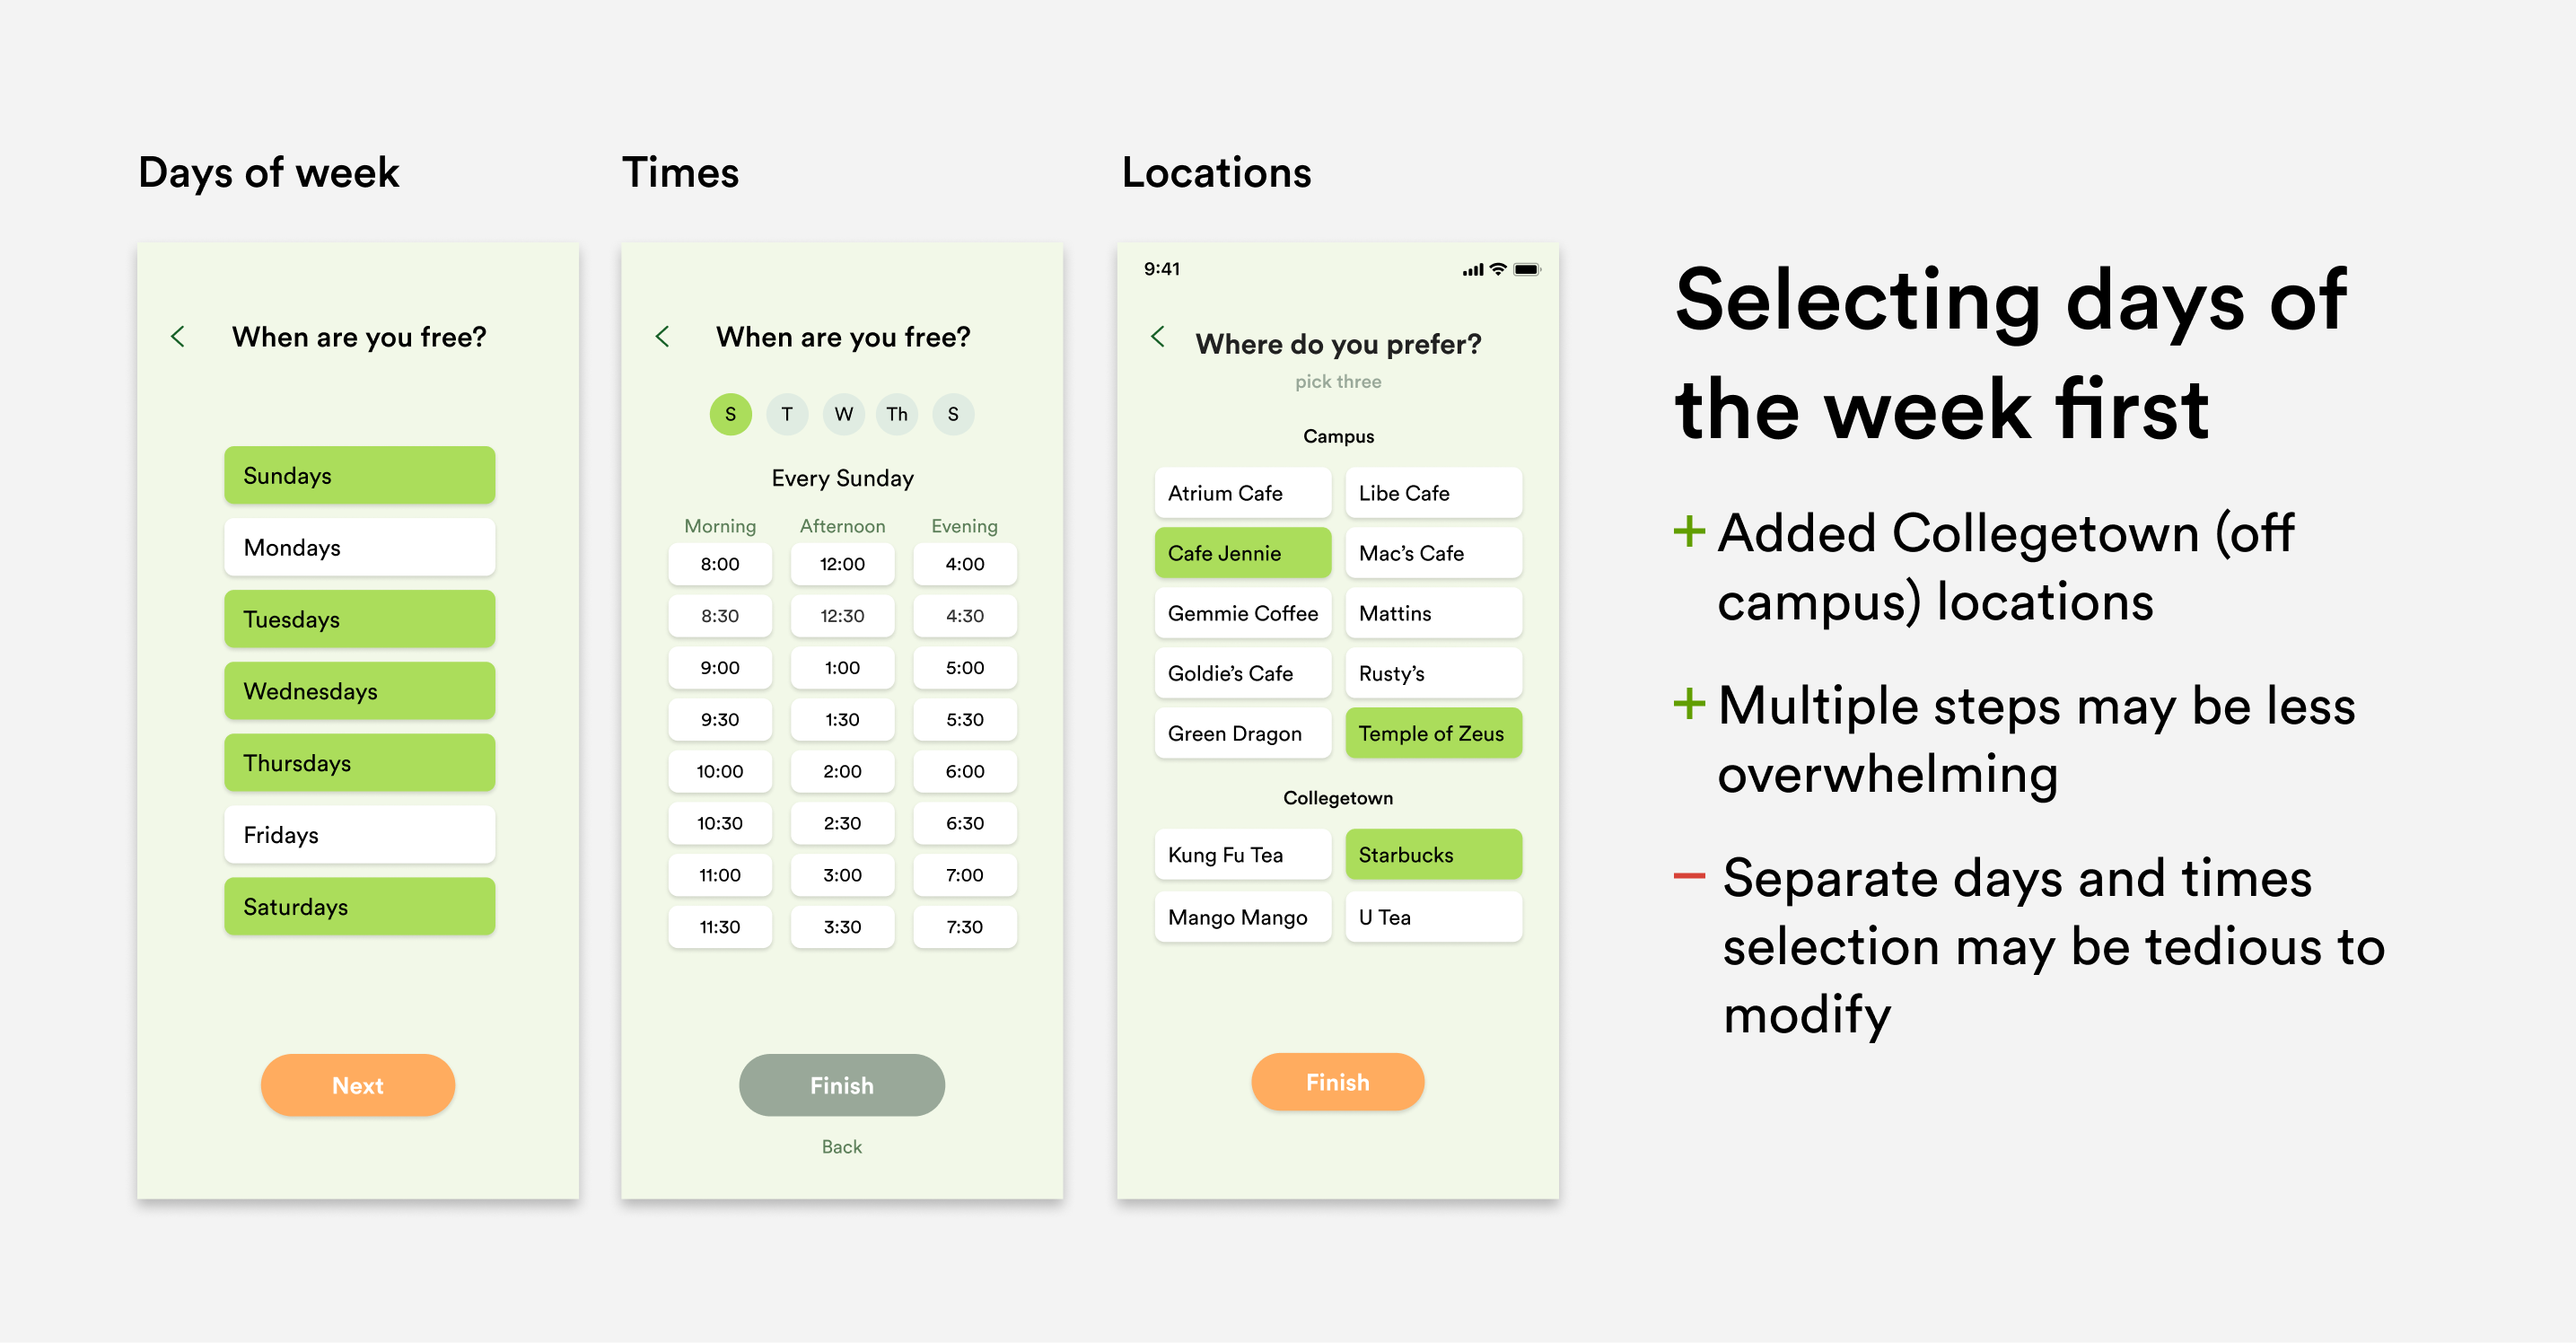 Days of week
When are you free?
Sundays
Mondays
Tuesdays
Wednesdays
Thursdays
Fridays
Saturdays
Next
Times
When are you free?
S T W Th S
Every Sunday
Morning Afternoon Evening
8:00 12:00 4:00
8:30 12:30 4:30
9:00 1:00 5:00
9:30 1:30 5:30
10:00 2:00 6:00
10:30 2:30 6:30
11:00 3:00 7:00
11:30 3:30 7:30
Finish
Back
Locations
9:41
Where do you prefer?
pick three
Campus
Atrium Cafe Libe Cafe
Cafe Jennie Mac’s Cafe
Gemmie Coffee Mattins
Goldie’s Cafe Rusty’s
Green Dragon Temple of Zeus
Collegetown
Kung Fu Tea Starbucks
Mango Mango U Tea
Finish
Selecting days of
the week first
+ Added Collegetown (off
campus) locations
+ Multiple steps may be less
overwhelming
– Separate days and times
selection may be tedious to
modify